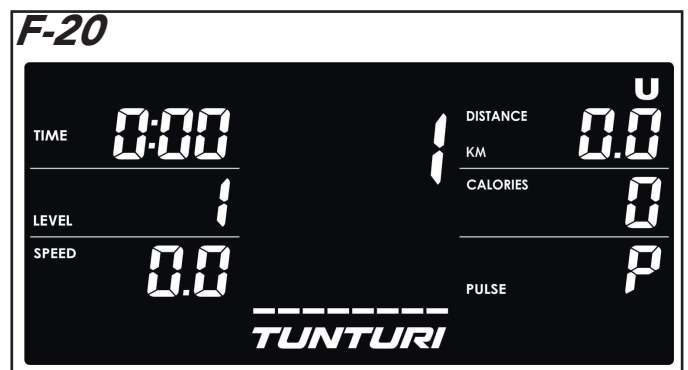 F-20
U
TIME 0:00
1
DISTANCE
KM
0.0
LEVEL 1
CALORIES 0
SPEED 0.0
PULSE P
TUNTURI